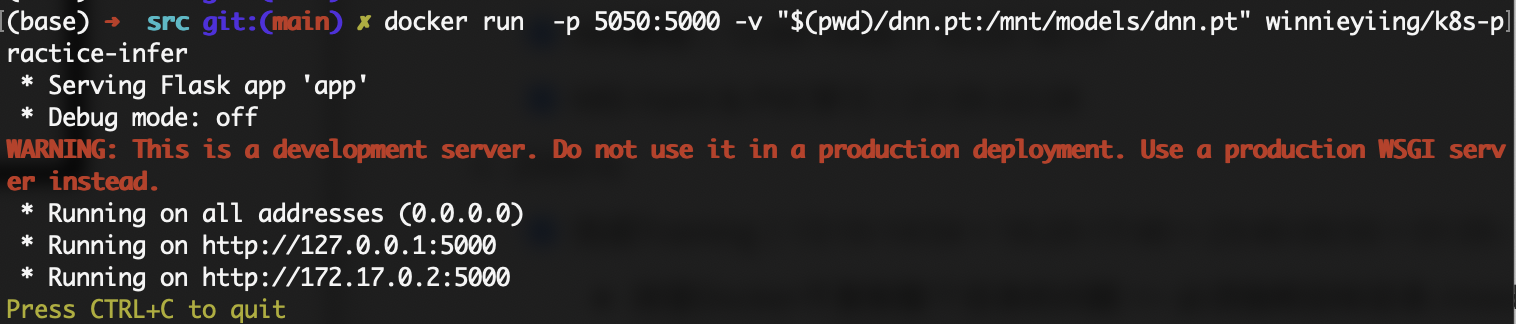 (base) ➜  src git:(main) ✗ docker run  -p 5050:5000 -v "$(pwd)/dnn.pt:/mnt/models/dnn.pt" winnieyiing/k8s-p
ractice-infer
 * Serving Flask app 'app'
 * Debug mode: off
WARNING: This is a development server. Do not use it in a production deployment. Use a production WSGI serv
er instead.
 * Running on all addresses (0.0.0.0)
 * Running on http://127.0.0.1:5000
 * Running on http://172.17.0.2:5000
Press CTRL+C to quit